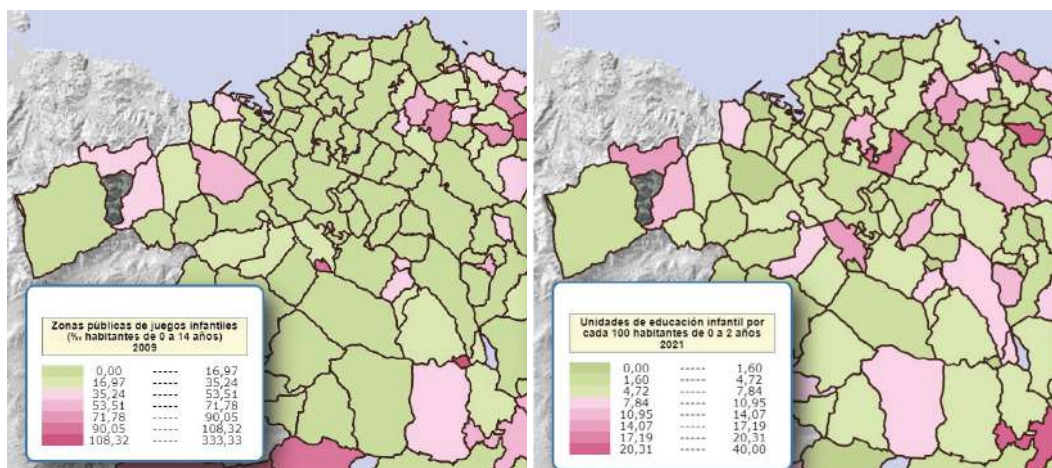 Zonas públicas de juegos infantiles
(‰ habitantes de 0 a 14 años)
2009
0,00 ----- 16,97
16,97 ----- 35,24
35,24 ----- 53,51
53,51 ----- 71,78
71,78 ----- 90,05
90,05 ----- 108,32
108,32 ----- 333,33
Unidades de educación infantil por
cada 100 habitantes de 0 a 2 años
2021
0,00 ----- 1,60
1,60 ----- 4,72
4,72 ----- 7,84
7,84 ----- 10,95
10,95 ----- 14,07
14,07 ----- 17,19
17,19 ----- 20,31
20,31 ----- 40,00